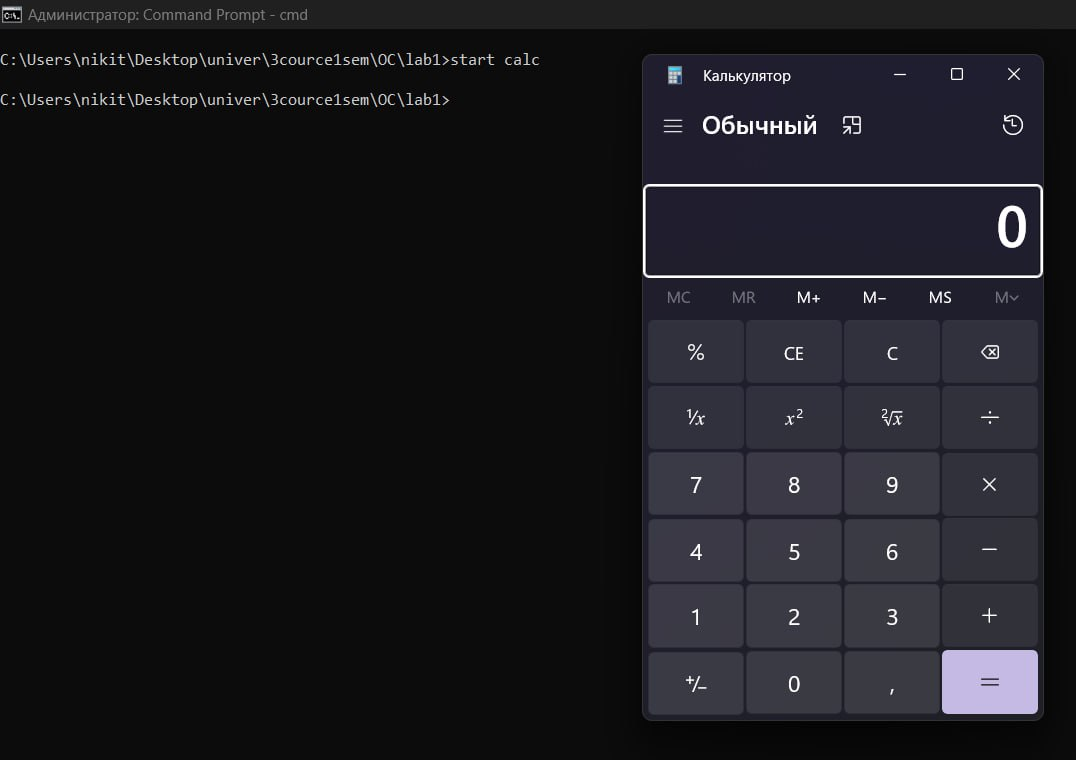 Администратор: Command Prompt - cmd
C:\Users\nikit\Desktop\univer\3cource1sem\OC\lab1>start calc
C:\Users\nikit\Desktop\univer\3cource1sem\OC\lab1>
Калькулятор
Обычный
0
MC MR M+ M− MS M
% CE C
¹⁄x x² ²√x ÷
7 8 9 ×
4 5 6 −
1 2 3 +
+/− 0 , =